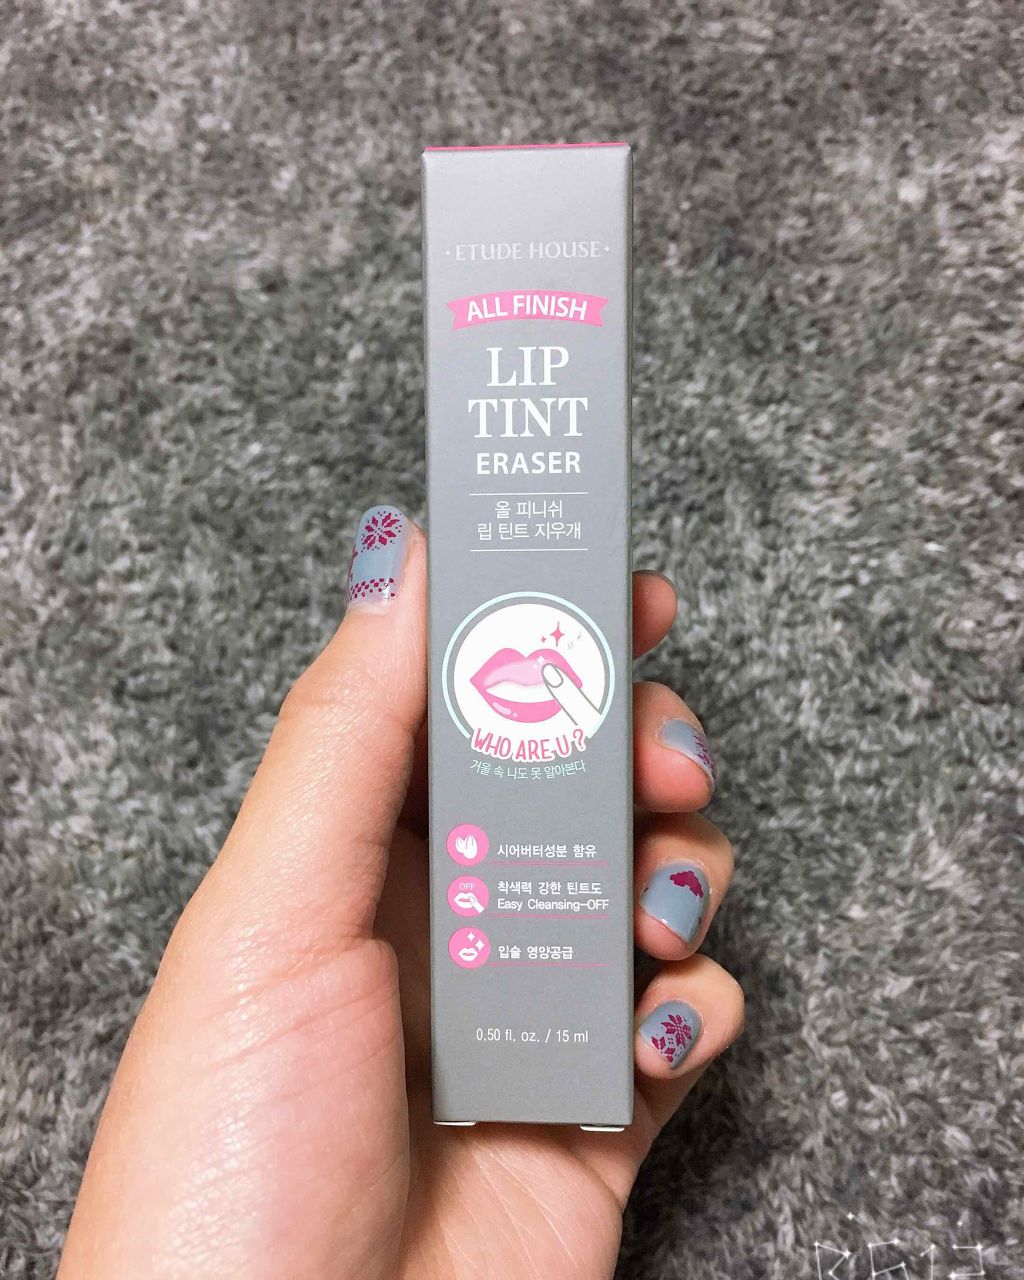 ·ETUDE HOUSE·
ALL FINISH
LIP
TINT
ERASER
올 피니쉬
립 틴트 지우개
WHO ARE U?
거울 속 나도 못 알아본다
시어버터성분 함유
OFF
착색력 강한 틴트도
Easy Cleansing-OFF
입술 영양공급
0.50 fl. oz. / 15 ml